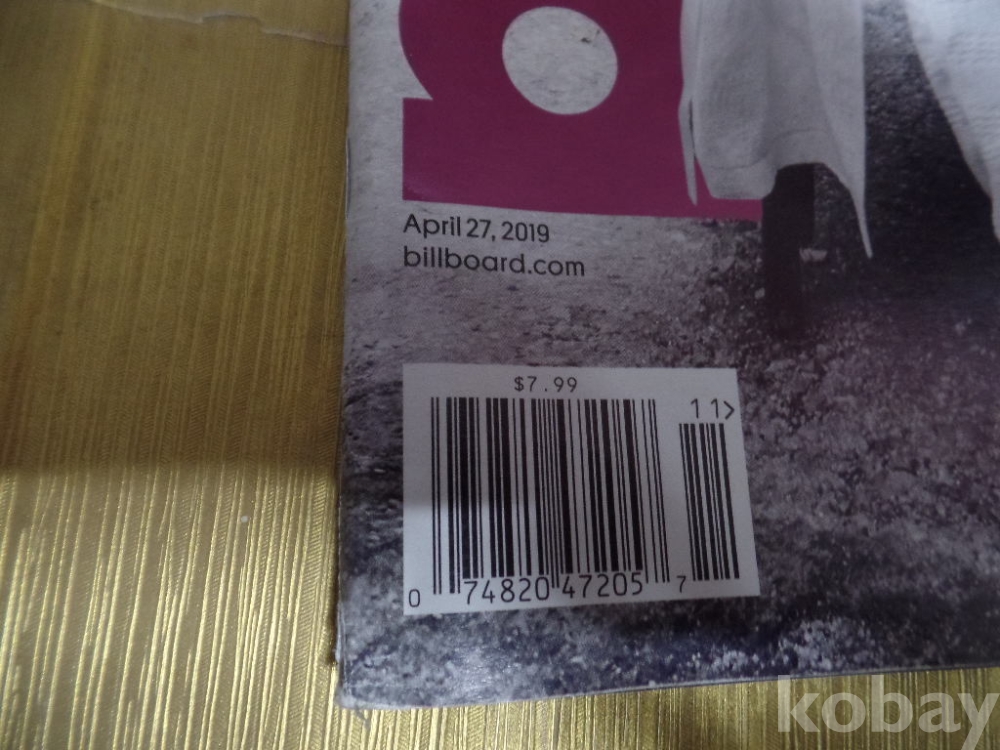 April 27, 2019
billboard.com
$7.99
11>
0 74820 47205 7
kobay